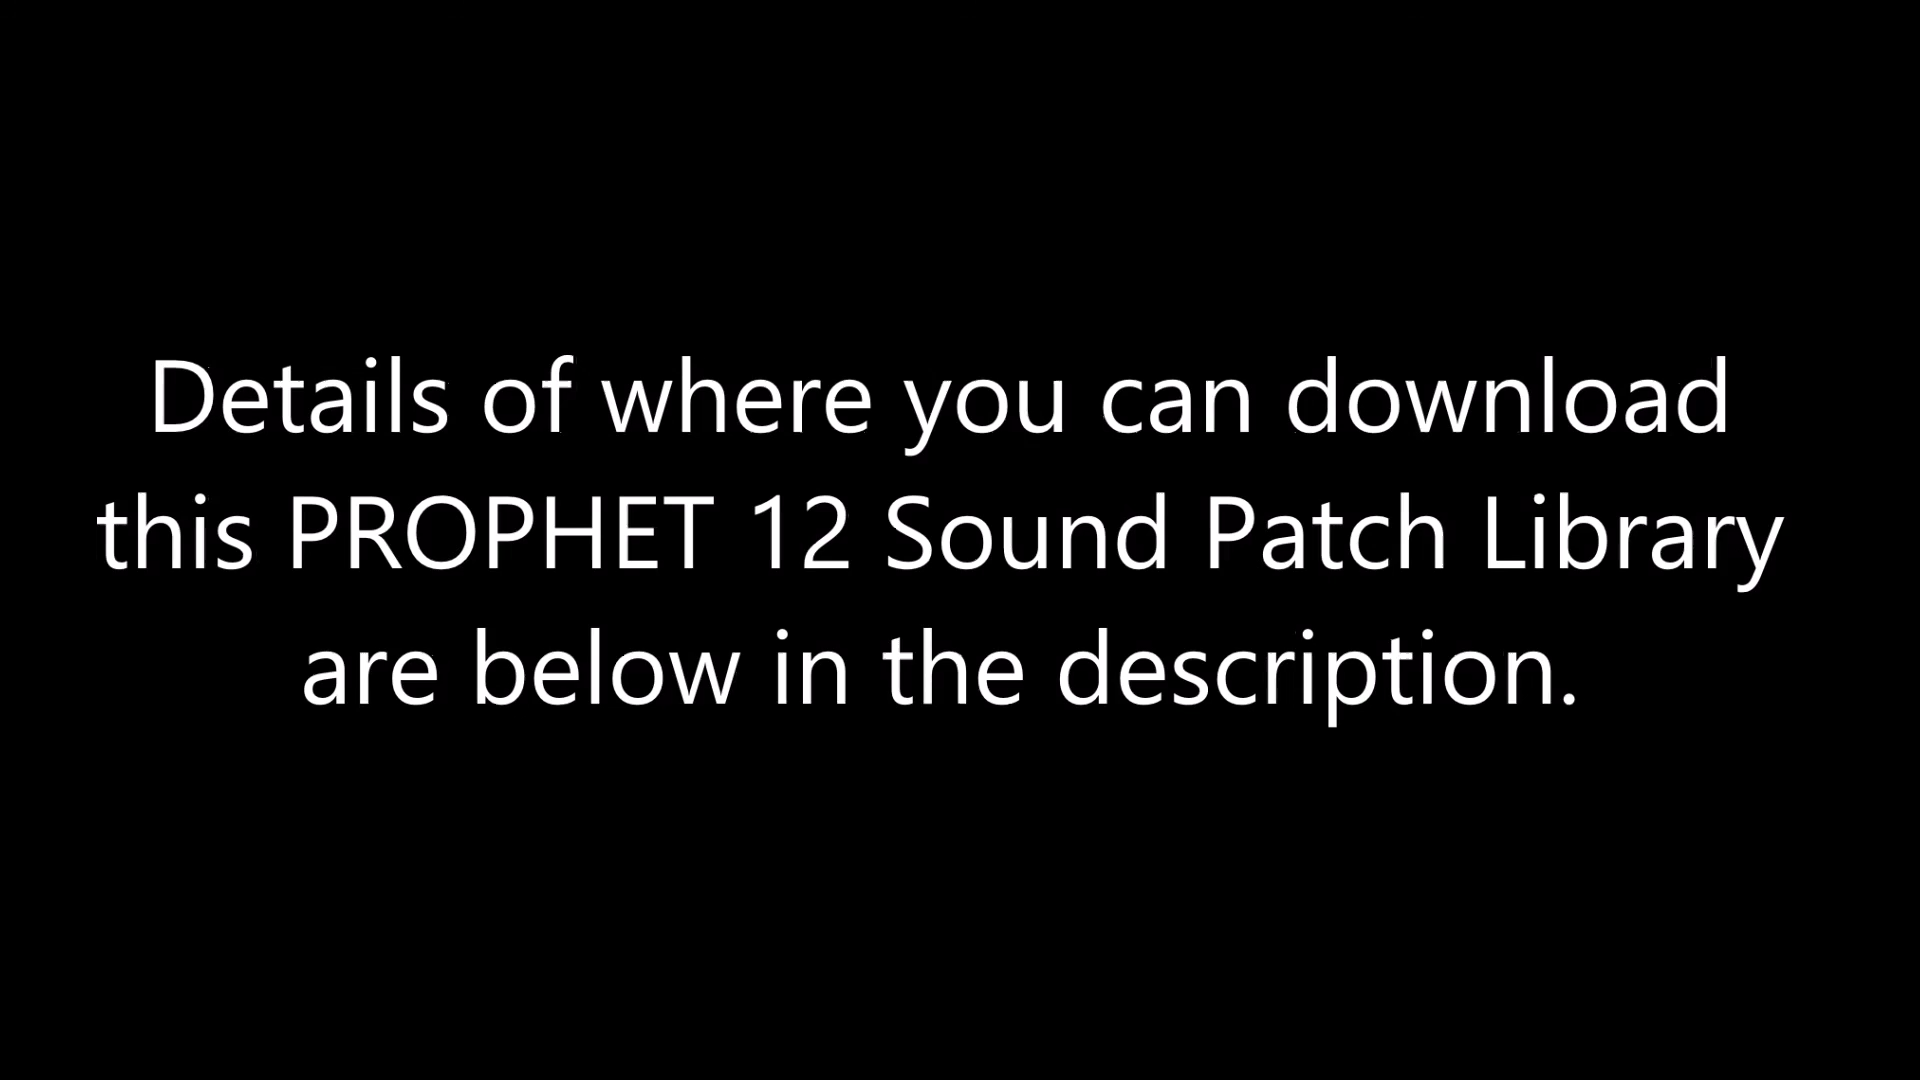 Details of where you can download
this PROPHET 12 Sound Patch Library
are below in the description.